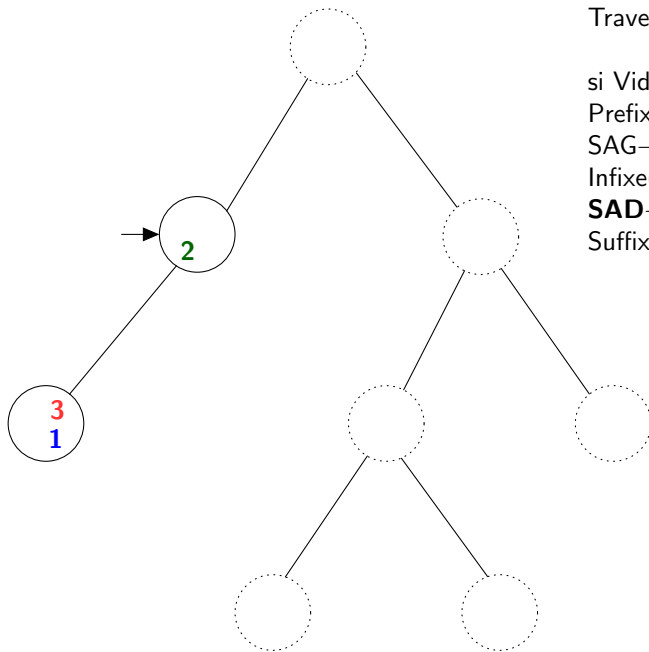 Trave
si Vid
Prefix
SAG–
Infixe
SAD-
Suffix
2
3
1